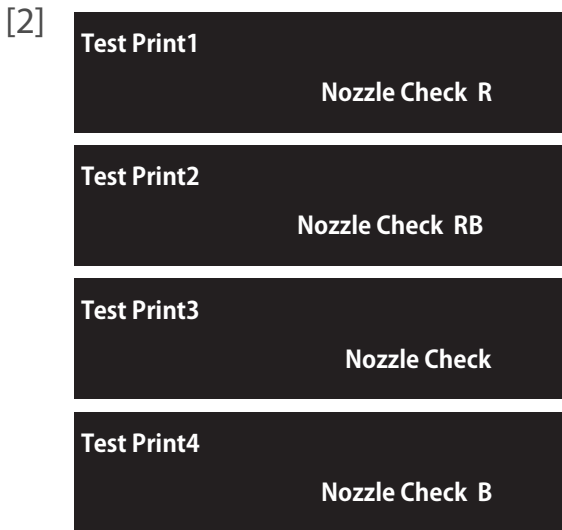 [2]
Test Print1
Nozzle Check R
Test Print2
Nozzle Check RB
Test Print3
Nozzle Check
Test Print4
Nozzle Check B